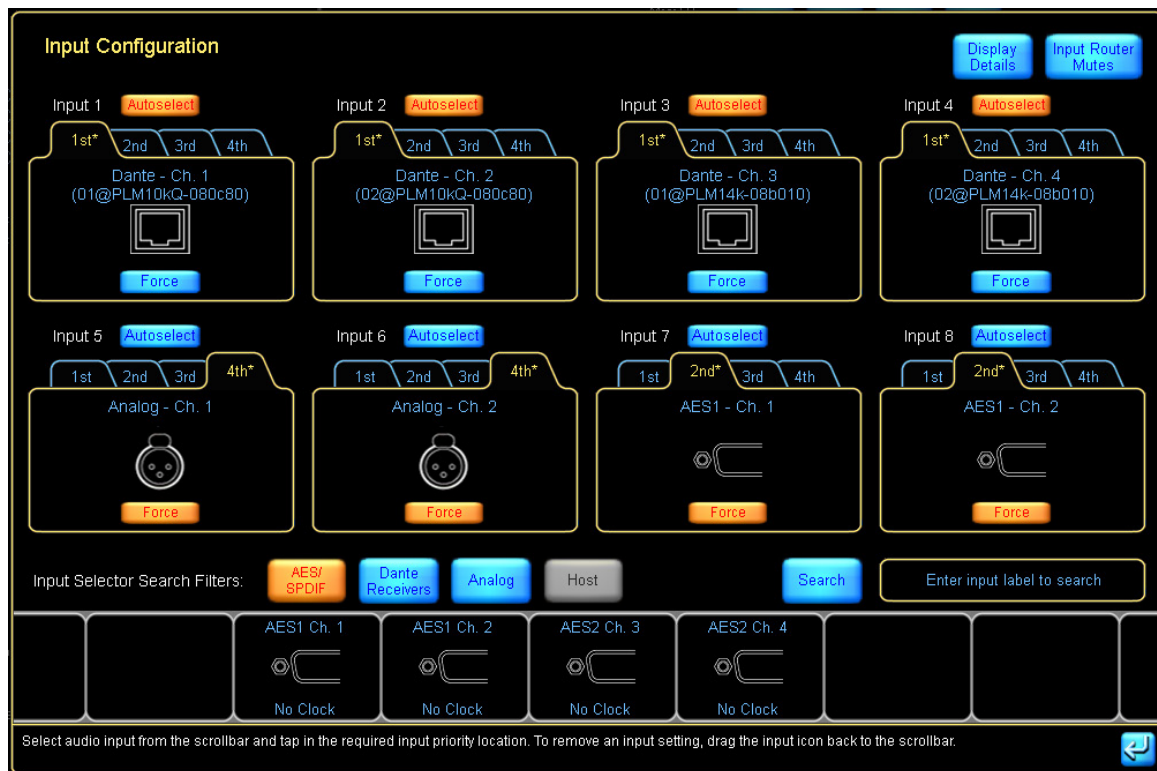 Input Configuration
Display Details
Input Router Mutes
Input 1 Autoselect
Input 2 Autoselect
Input 3 Autoselect
Input 4 Autoselect
1st* 2nd 3rd 4th
1st* 2nd 3rd 4th
1st* 2nd 3rd 4th
1st* 2nd 3rd 4th
Dante - Ch. 1
(01@PLM10kQ-080c80)
Dante - Ch. 2
(02@PLM10kQ-080c80)
Dante - Ch. 3
(01@PLM14k-08b010)
Dante - Ch. 4
(02@PLM14k-08b010)
Force
Force
Force
Force
Input 5 Autoselect
Input 6 Autoselect
Input 7 Autoselect
Input 8 Autoselect
1st 2nd 3rd 4th*
1st 2nd 3rd 4th*
1st 2nd* 3rd 4th
1st 2nd* 3rd 4th
Analog - Ch. 1
Analog - Ch. 2
AES1 - Ch. 1
AES1 - Ch. 2
Force
Force
Force
Force
Input Selector Search Filters:
AES/
SPDIF
Dante
Receivers
Analog
Host
Search
Enter input label to search
AES1 Ch. 1
AES1 Ch. 2
AES2 Ch. 3
AES2 Ch. 4
No Clock
No Clock
No Clock
No Clock
Select audio input from the scrollbar and tap in the required input priority location. To remove an input setting, drag the input icon back to the scrollbar.